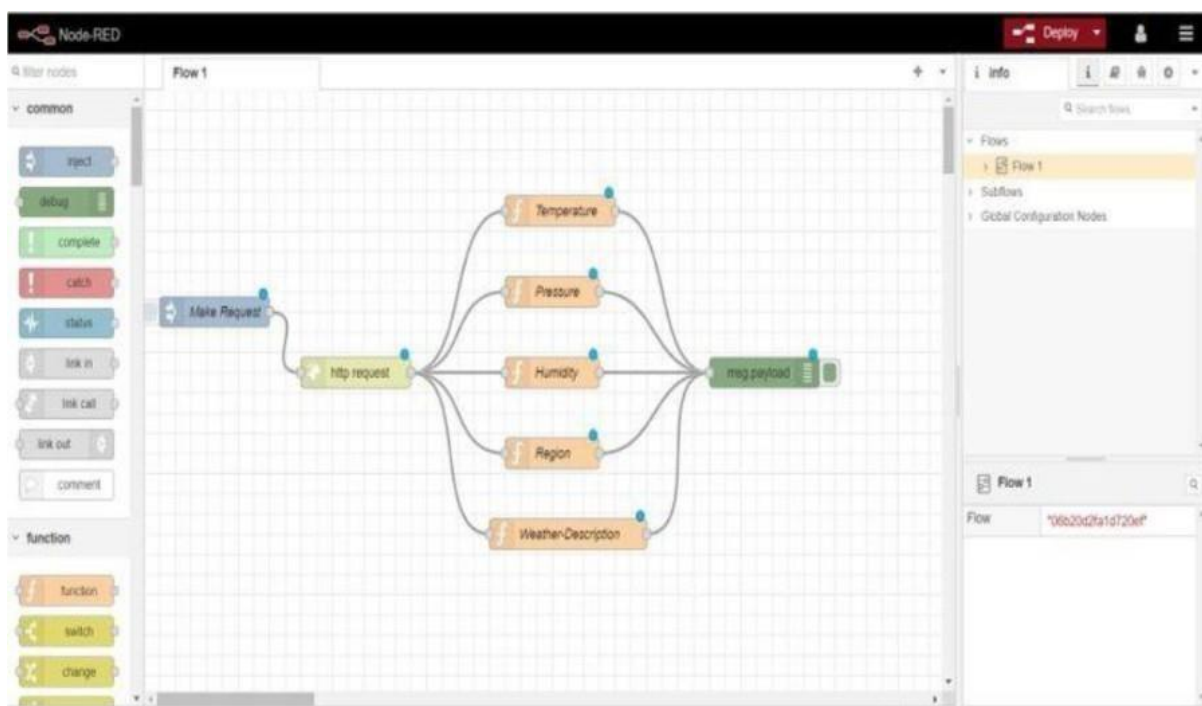 Node-RED
Deploy
filter nodes
Flow 1
info
i
Search flows
common
inject
debug
complete
catch
status
link in
link call
link out
comment
function
function
switch
change
Make Request
http request
Temperature
Pressure
Humidity
Region
Weather-Description
msg.payload
Flows
Flow 1
Subflows
Global Configuration Nodes
Flow 1
Flow "06b20d2fa1d720ef"